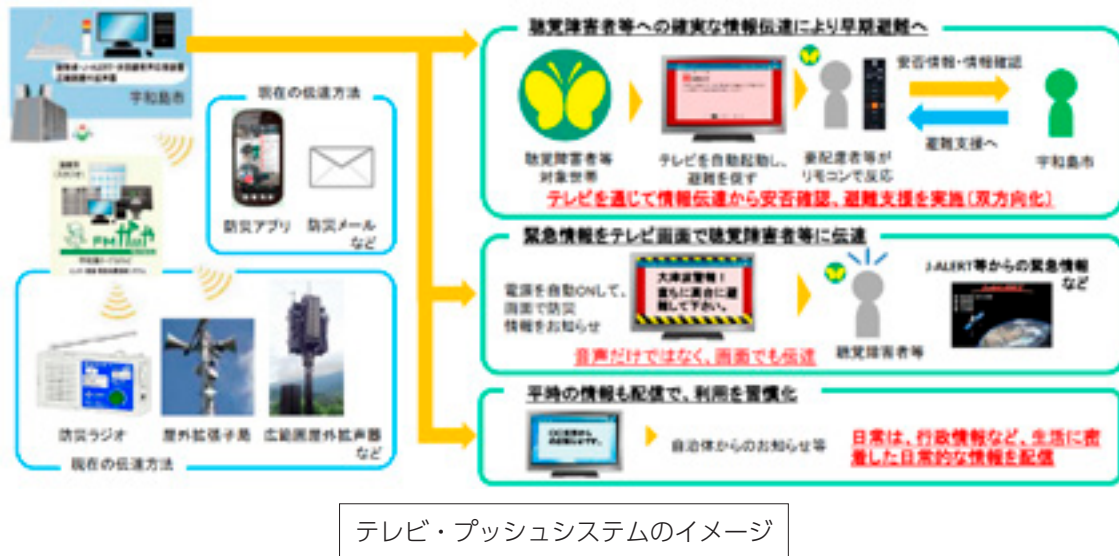 宇和島市
現在の伝達方法
防災アプリ
防災メール
など
FMがいや
防災ラジオ
屋外拡張子局
広範囲屋外拡声器
など
現在の伝達方法
聴覚障害者等への確実な情報伝達により早期避難へ
聴覚障害者等
対象世帯
テレビを自動起動し、
避難を促す
要配慮者等が
リモコンで反応
安否情報・情報確認
避難支援へ
宇和島市
テレビを通じて情報伝達から安否確認、避難支援を実施(双方向化)
緊急情報をテレビ画面で聴覚障害者等に伝達
電源を自動ONして、
画面で防災
情報をお知らせ
大津波警報!
直ちに高台に避
難して下さい。
音声だけではなく、画面でも伝達
聴覚障害者等
J-ALERT等からの緊急情報
など
平時の情報も配信で、利用を習慣化
自治体からのお知らせ等
日常は、行政情報など、生活に密
着した日常的な情報を配信
テレビ・プッシュシステムのイメージ